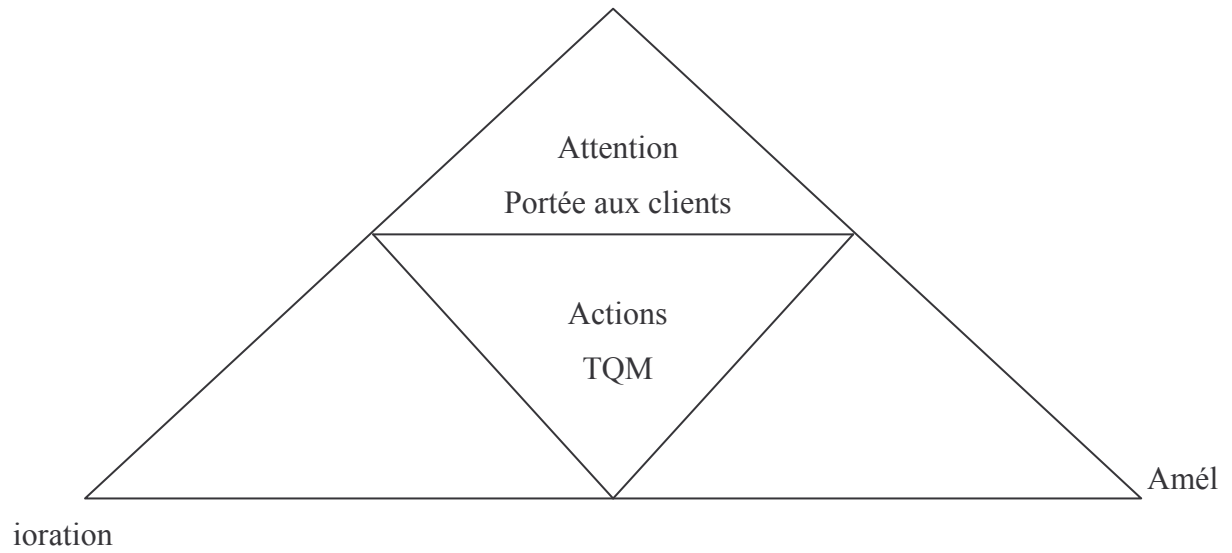 Attention
Portée aux clients
Actions
TQM
Amél
ioration